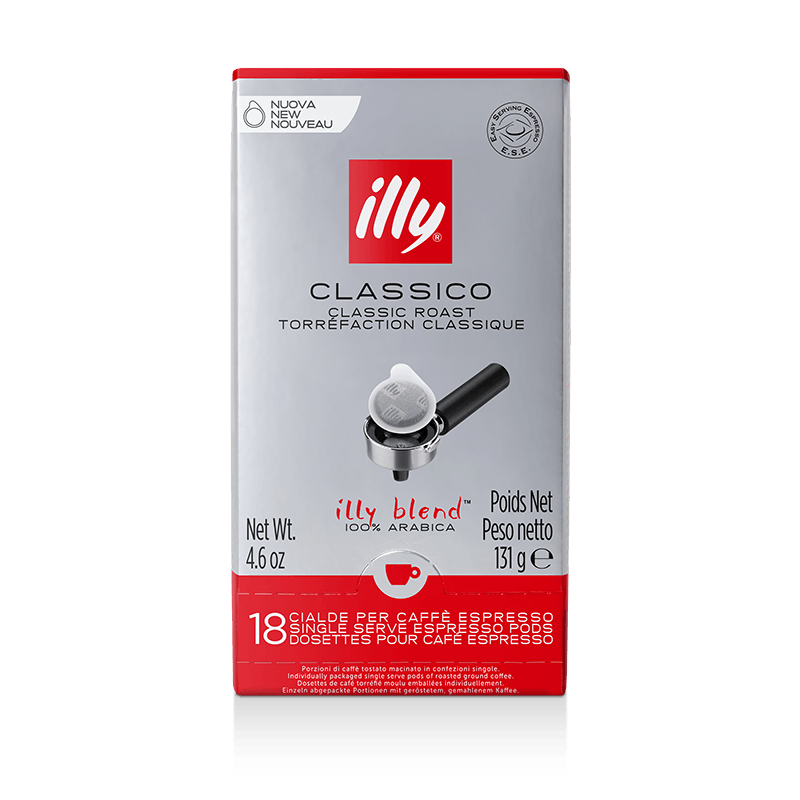 NUOVA
NEW
NOUVEAU
EASY SERVING ESPRESSO
E.S.E.
illy®
CLASSICO
CLASSIC ROAST
TORRÉFACTION CLASSIQUE
illy blend™
100% ARABICA
Net Wt.
4.6 oz
Poids Net
Peso netto
131 g ℮
18 CIALDE PER CAFFÈ ESPRESSO
SINGLE SERVE ESPRESSO PODS
DOSETTES POUR CAFÉ ESPRESSO
Porzioni di caffè tostato macinato in confezioni singole.
Individually packaged single serve pods of roasted ground coffee.
Dosettes de café torréfié moulu emballées individuellement.
Einzeln abgepackte Portionen mit geröstetem, gemahlenem Kaffee.